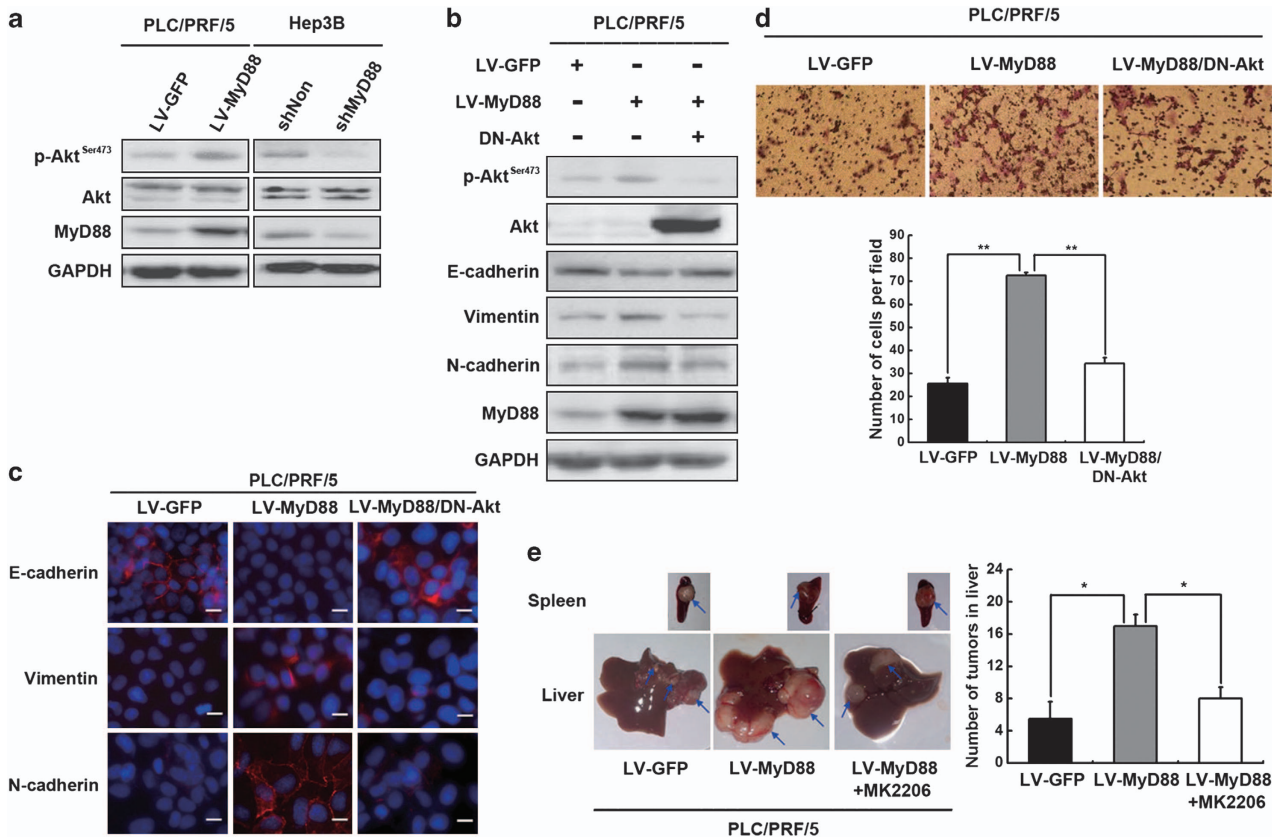 a
PLC/PRF/5
Hep3B
LV-GFP
LV-MyD88
shNon
shMyD88
p-Akt Ser473
Akt
MyD88
GAPDH
b
PLC/PRF/5
LV-GFP + - -
LV-MyD88 - + +
DN-Akt - - +
p-Akt Ser473
Akt
E-cadherin
Vimentin
N-cadherin
MyD88
GAPDH
c
PLC/PRF/5
LV-GFP LV-MyD88 LV-MyD88/DN-Akt
E-cadherin
Vimentin
N-cadherin
d
PLC/PRF/5
LV-GFP LV-MyD88 LV-MyD88/DN-Akt
Number of cells per field
90
80
70
60
50
40
30
20
10
0
** **
LV-GFP LV-MyD88 LV-MyD88/
DN-Akt
e
Spleen
Liver
LV-GFP LV-MyD88 LV-MyD88
+MK2206
PLC/PRF/5
Number of tumors in liver
24
20
16
12
8
4
0
* *
LV-GFP LV-MyD88 LV-MyD88
+MK2206